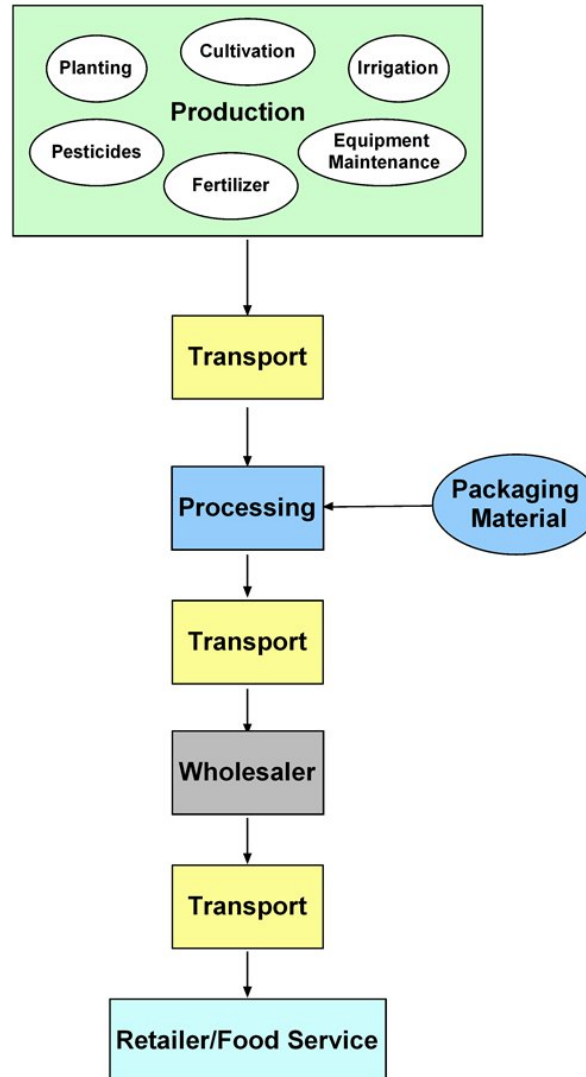 Planting
Cultivation
Irrigation
Production
Pesticides
Fertilizer
Equipment
Maintenance
Transport
Processing
Packaging
Material
Transport
Wholesaler
Transport
Retailer/Food Service